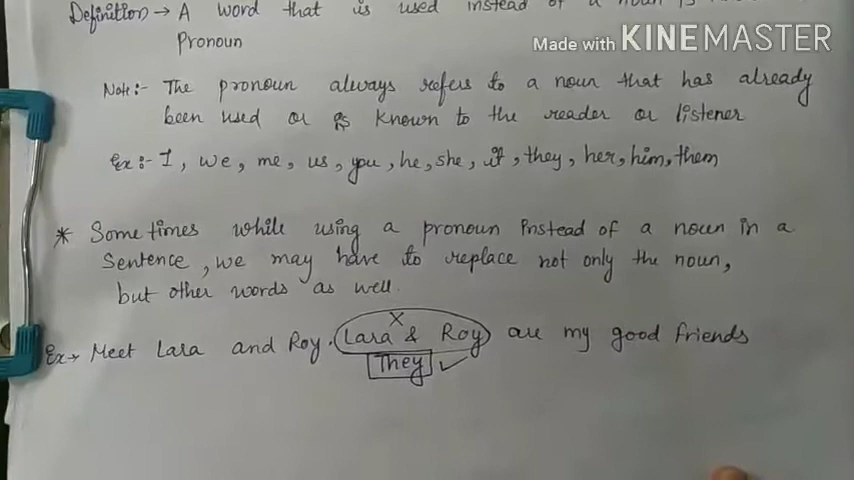 Definition → A word that is used instead of a noun is
Made with KINEMASTER
Pronoun
Note:- The pronoun always refers to a noun that has already
been used or is known to the reader or listener
Ex:- I, we, me, us, you, he, she, it, they, her, him, them
* Sometimes while using a pronoun instead of a noun in a
Sentence, we may have to replace not only the noun,
but other words as well.
Ex→ Meet Lara and Roy. Lara & Roy are my good friends
They